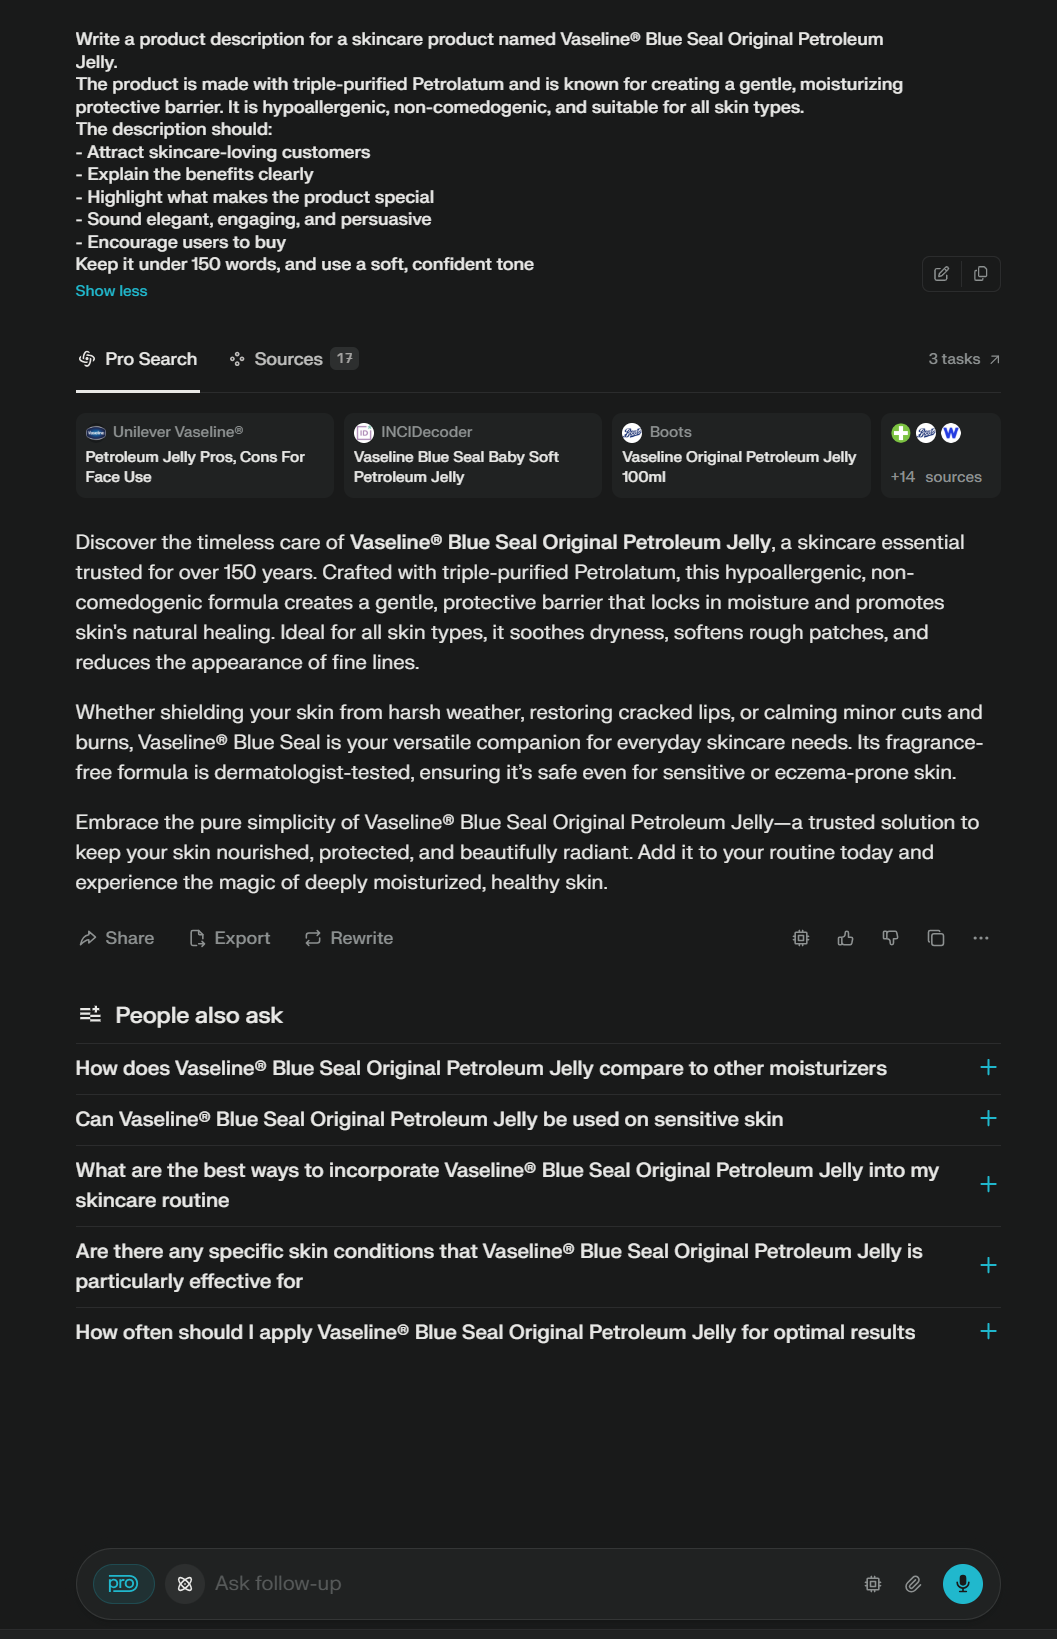 Write a product description for a skincare product named Vaseline® Blue Seal Original Petroleum
Jelly.
The product is made with triple-purified Petrolatum and is known for creating a gentle, moisturizing
protective barrier. It is hypoallergenic, non-comedogenic, and suitable for all skin types.
The description should:
- Attract skincare-loving customers
- Explain the benefits clearly
- Highlight what makes the product special
- Sound elegant, engaging, and persuasive
- Encourage users to buy
Keep it under 150 words, and use a soft, confident tone
Show less
Pro Search
Sources 17
3 tasks
Unilever Vaseline®
Petroleum Jelly Pros, Cons For
Face Use
INCIDecoder
Vaseline Blue Seal Baby Soft
Petroleum Jelly
Boots
Vaseline Original Petroleum Jelly
100ml
+14 sources
Discover the timeless care of Vaseline® Blue Seal Original Petroleum Jelly, a skincare essential
trusted for over 150 years. Crafted with triple-purified Petrolatum, this hypoallergenic, non-
comedogenic formula creates a gentle, protective barrier that locks in moisture and promotes
skin's natural healing. Ideal for all skin types, it soothes dryness, softens rough patches, and
reduces the appearance of fine lines.
Whether shielding your skin from harsh weather, restoring cracked lips, or calming minor cuts and
burns, Vaseline® Blue Seal is your versatile companion for everyday skincare needs. Its fragrance-
free formula is dermatologist-tested, ensuring it's safe even for sensitive or eczema-prone skin.
Embrace the pure simplicity of Vaseline® Blue Seal Original Petroleum Jelly—a trusted solution to
keep your skin nourished, protected, and beautifully radiant. Add it to your routine today and
experience the magic of deeply moisturized, healthy skin.
Share Export Rewrite
People also ask
How does Vaseline® Blue Seal Original Petroleum Jelly compare to other moisturizers
Can Vaseline® Blue Seal Original Petroleum Jelly be used on sensitive skin
What are the best ways to incorporate Vaseline® Blue Seal Original Petroleum Jelly into my
skincare routine
Are there any specific skin conditions that Vaseline® Blue Seal Original Petroleum Jelly is
particularly effective for
How often should I apply Vaseline® Blue Seal Original Petroleum Jelly for optimal results
pro
Ask follow-up